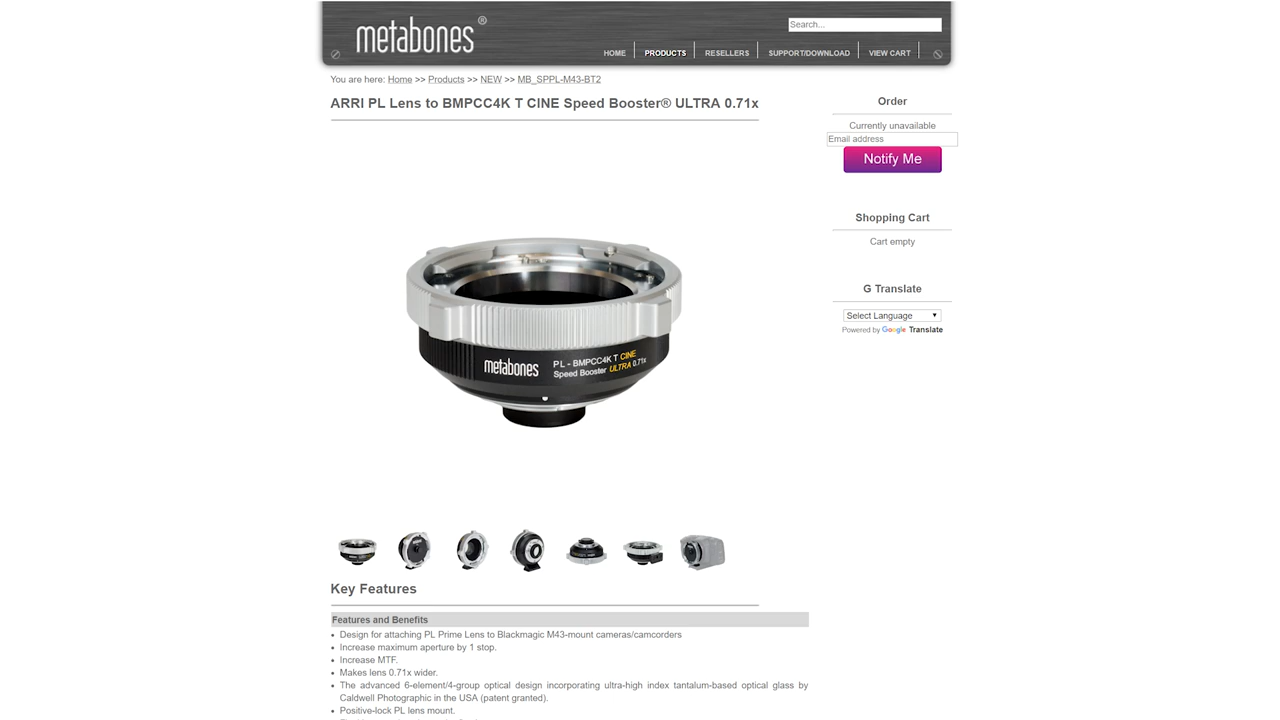 metabones®
Search...
HOME
PRODUCTS
RESELLERS
SUPPORT/DOWNLOAD
VIEW CART
You are here: Home >> Products >> NEW >> MB_SPPL-M43-BT2
ARRI PL Lens to BMPCC4K T CINE Speed Booster® ULTRA 0.71x
Order
Currently unavailable
Email address
Notify Me
Shopping Cart
Cart empty
G Translate
Select Language
Powered by Google Translate
metabones
PL - BMPCC4K T CINE
Speed Booster ULTRA 0.71x
Key Features
Features and Benefits
• Design for attaching PL Prime Lens to Blackmagic M43-mount cameras/camcorders
• Increase maximum aperture by 1 stop.
• Increase MTF.
• Makes lens 0.71x wider.
• The advanced 6-element/4-group optical design incorporating ultra-high index tantalum-based optical glass by
Caldwell Photographic in the USA (patent granted).
• Positive-lock PL lens mount.